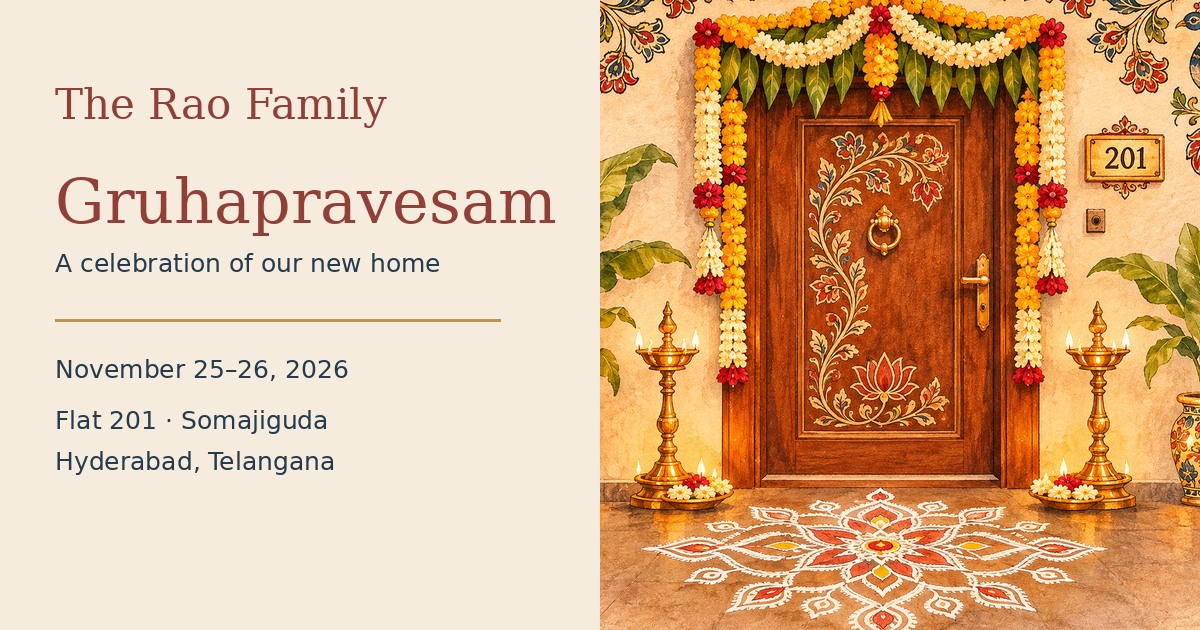 The Rao Family
Gruhapravesam
A celebration of our new home
November 25–26, 2026
Flat 201 · Somajiguda
Hyderabad, Telangana
201